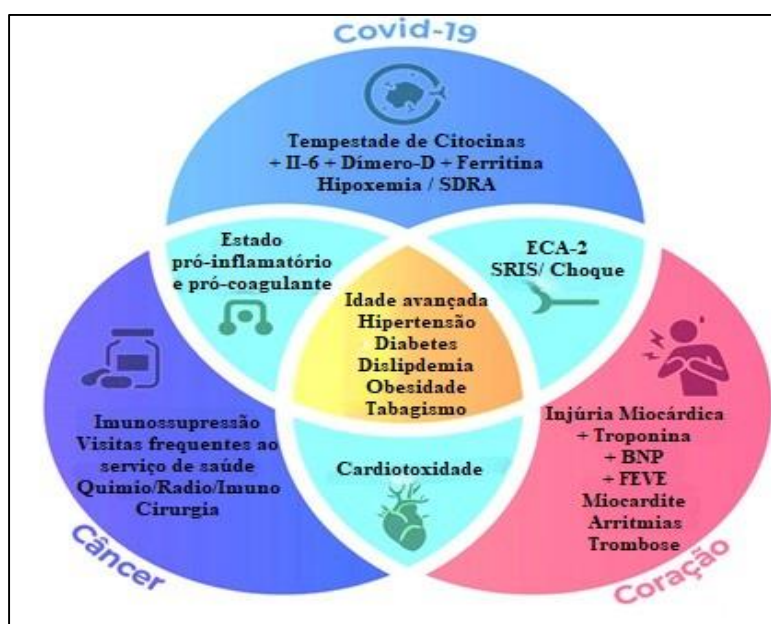 Covid-19
Tempestade de Citocinas
+ II-6 + Dímero-D + Ferritina
Hipoxemia / SDRA
Estado
pró-inflamatório
e pró-coagulante
ECA-2
SRIS/ Choque
Idade avançada
Hipertensão
Diabetes
Dislipdemia
Obesidade
Tabagismo
Imunossupressão
Visitas frequentes ao
serviço de saúde
Quimio/Radio/Imuno
Cirurgia
Cardiotoxidade
Injúria Miocárdica
+ Troponina
+ BNP
+ FEVE
Miocardite
Arritmias
Trombose
Câncer
Coração